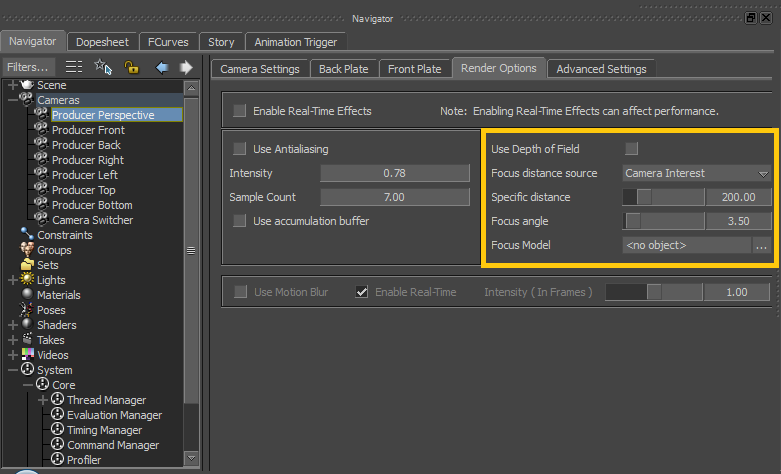 Navigator
Navigator Dopesheet FCurves Story Animation Trigger
Filters...
Scene
Cameras
Producer Perspective
Producer Front
Producer Back
Producer Right
Producer Left
Producer Top
Producer Bottom
Camera Switcher
Constraints
Groups
Sets
Lights
Materials
Poses
Shaders
Takes
Videos
System
Core
Thread Manager
Evaluation Manager
Timing Manager
Command Manager
Profiler
Camera Settings Back Plate Front Plate Render Options Advanced Settings
Enable Real-Time Effects Note: Enabling Real-Time Effects can affect performance.
Use Antialiasing
Intensity 0.78
Sample Count 7.00
Use accumulation buffer
Use Depth of Field
Focus distance source Camera Interest
Specific distance 200.00
Focus angle 3.50
Focus Model <no object> ...
Use Motion Blur Enable Real-Time Intensity ( In Frames ) 1.00